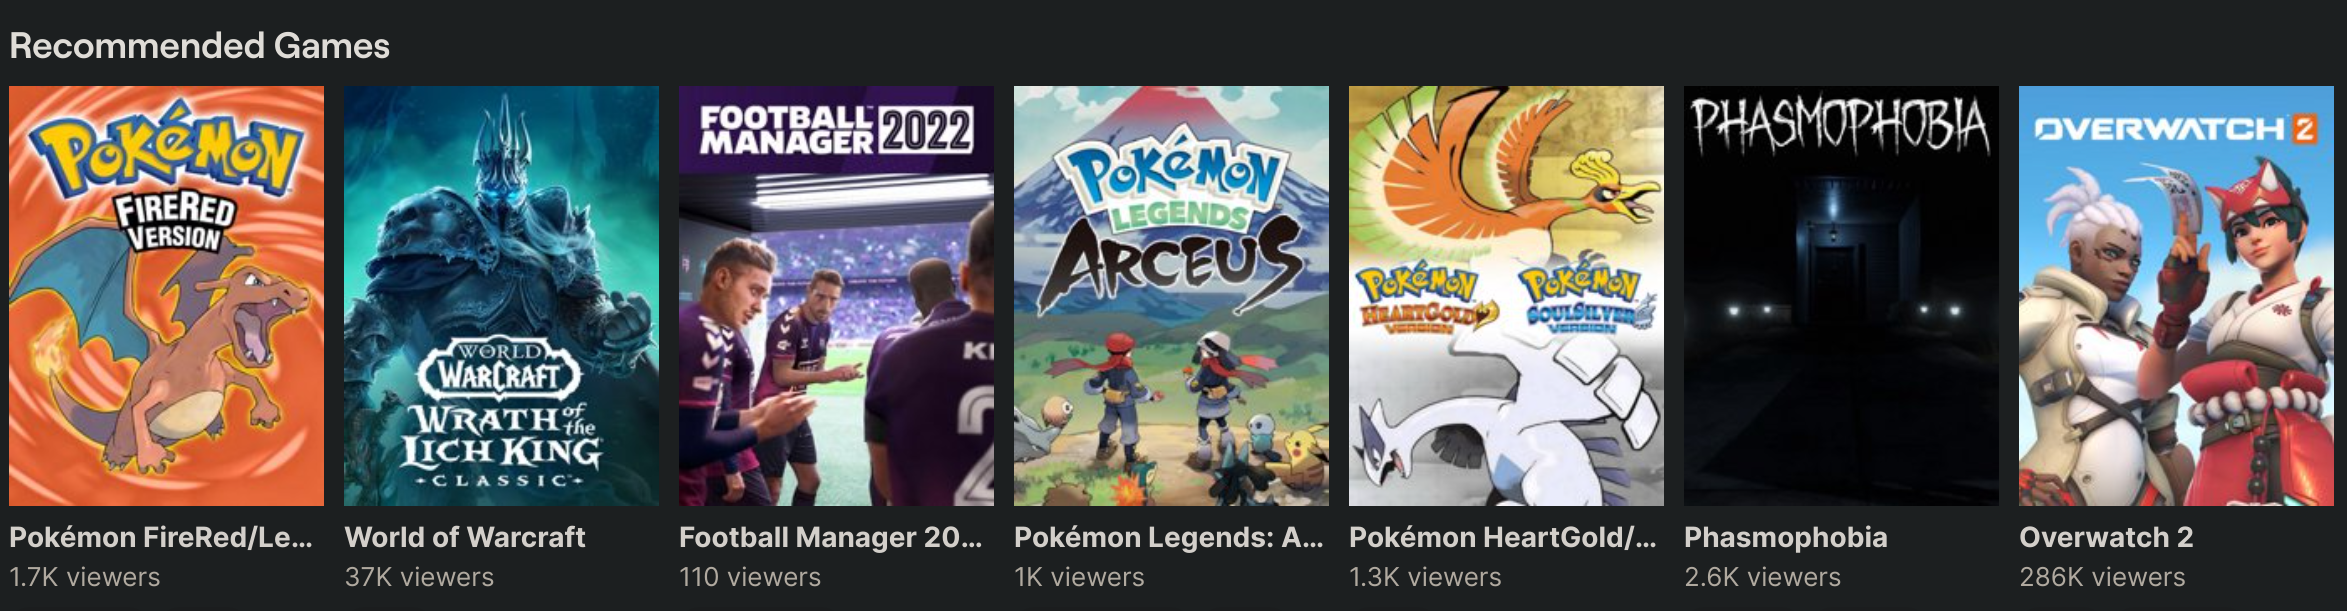 Recommended Games
POKéMON
FIRERED
VERSION
Pokémon FireRed/Le...
1.7K viewers
WORLD
OF
WARCRAFT
WRATH of the
LICH KING
CLASSIC
World of Warcraft
37K viewers
FOOTBALL
MANAGER 2022
KI
2
Football Manager 20...
110 viewers
POKéMON
LEGENDS
ARCEUS
Pokémon Legends: A...
1K viewers
POKéMON
HEARTGOLD
VERSION
POKéMON
SOULSILVER
VERSION
Pokémon HeartGold/...
1.3K viewers
PHASMOPHOBIA
Phasmophobia
2.6K viewers
OVERWATCH 2
Overwatch 2
286K viewers